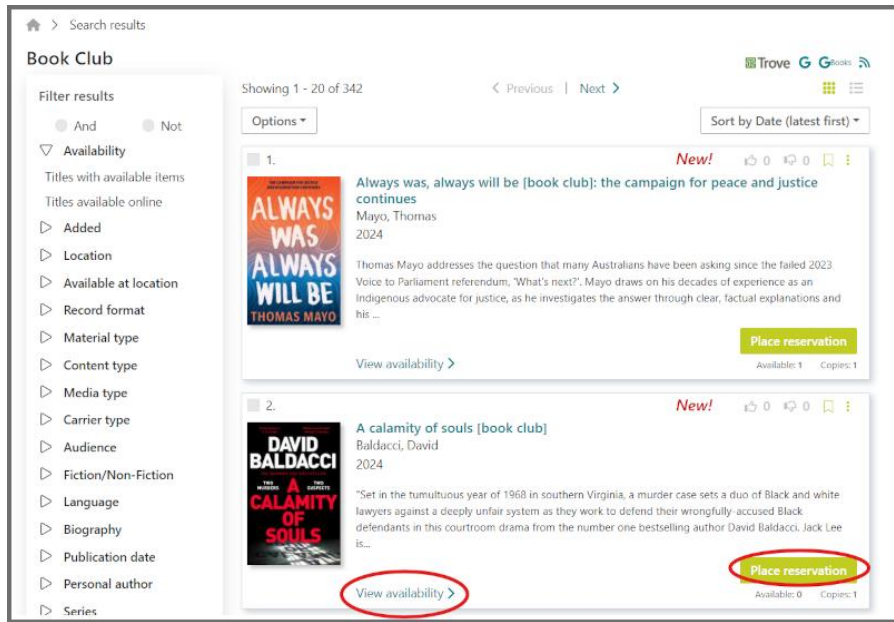 > Search results
Book Club
Trove G GBooks
Filter results
And Not
Availability
Titles with available items
Titles available online
Added
Location
Available at location
Record format
Material type
Content type
Media type
Carrier type
Audience
Fiction/Non-Fiction
Language
Biography
Publication date
Personal author
Series
Showing 1 - 20 of 342
< Previous | Next >
Options
Sort by Date (latest first)
1.
New!
0 0
ALWAYS
WAS
ALWAYS
WILL BE
THOMAS MAYO
Always was, always will be [book club]: the campaign for peace and justice
continues
Mayo, Thomas
2024
Thomas Mayo addresses the question that many Australians have been asking since the failed 2023
Voice to Parliament referendum, 'What's next?'. Mayo draws on his decades of experience as an
Indigenous advocate for justice, as he investigates the answer through clear, factual explanations and
his ...
Place reservation
View availability >
Available: 1 Copies: 1
2.
New!
0 0
DAVID
BALDACCI
TWO
MURDERS
TWO
SUSPECTS
A
CALAMITY
OF
SOULS
A calamity of souls [book club]
Baldacci, David
2024
"Set in the tumultuous year of 1968 in southern Virginia, a murder case sets a duo of Black and white
lawyers against a deeply unfair system as they work to defend their wrongfully-accused Black
defendants in this courtroom drama from the number one bestselling author David Baldacci. Jack Lee
is...
Place reservation
View availability >
Available: 0 Copies: 1